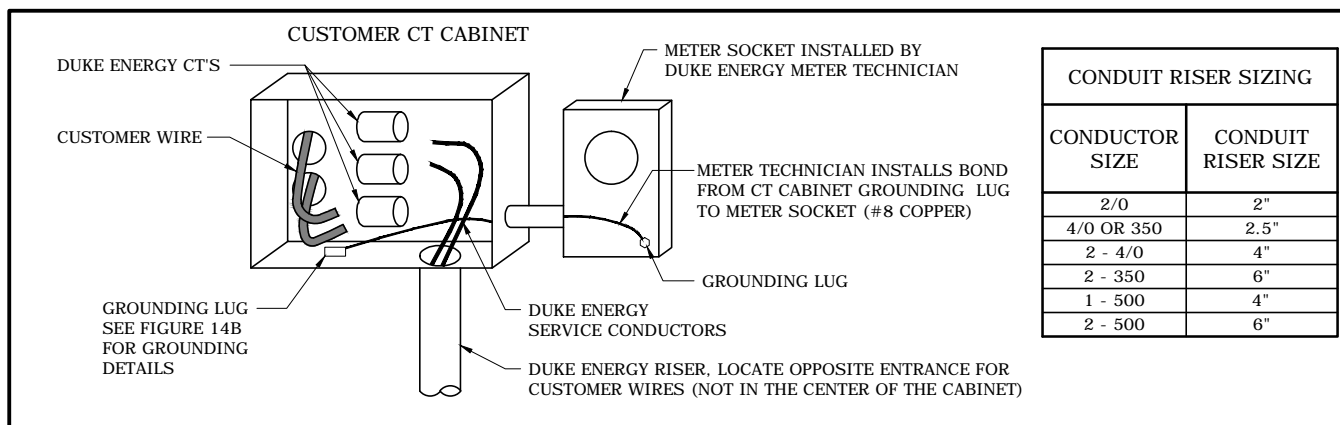 CUSTOMER CT CABINET
DUKE ENERGY CT'S
CUSTOMER WIRE
GROUNDING LUG
SEE FIGURE 14B
FOR GROUNDING
DETAILS
METER SOCKET INSTALLED BY
DUKE ENERGY METER TECHNICIAN
METER TECHNICIAN INSTALLS BOND
FROM CT CABINET GROUNDING LUG
TO METER SOCKET (#8 COPPER)
GROUNDING LUG
DUKE ENERGY
SERVICE CONDUCTORS
DUKE ENERGY RISER, LOCATE OPPOSITE ENTRANCE FOR
CUSTOMER WIRES (NOT IN THE CENTER OF THE CABINET)
CONDUIT RISER SIZING
CONDUCTOR SIZE CONDUIT RISER SIZE
2/0 2"
4/0 OR 350 2.5"
2 - 4/0 4"
2 - 350 6"
1 - 500 4"
2 - 500 6"